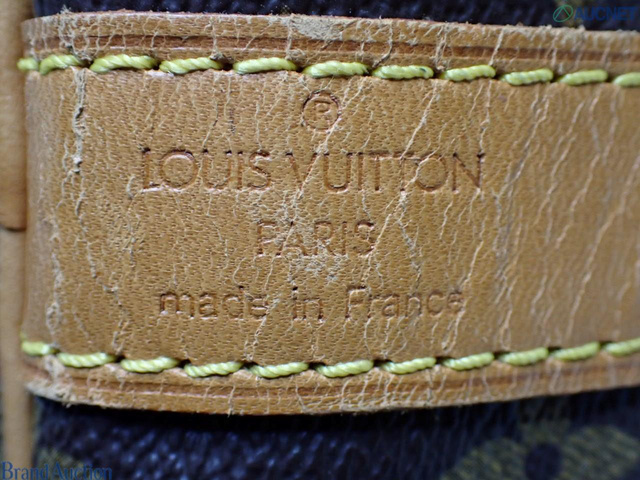 ®
LOUIS VUITTON
PARIS
made in France
Brand Auction